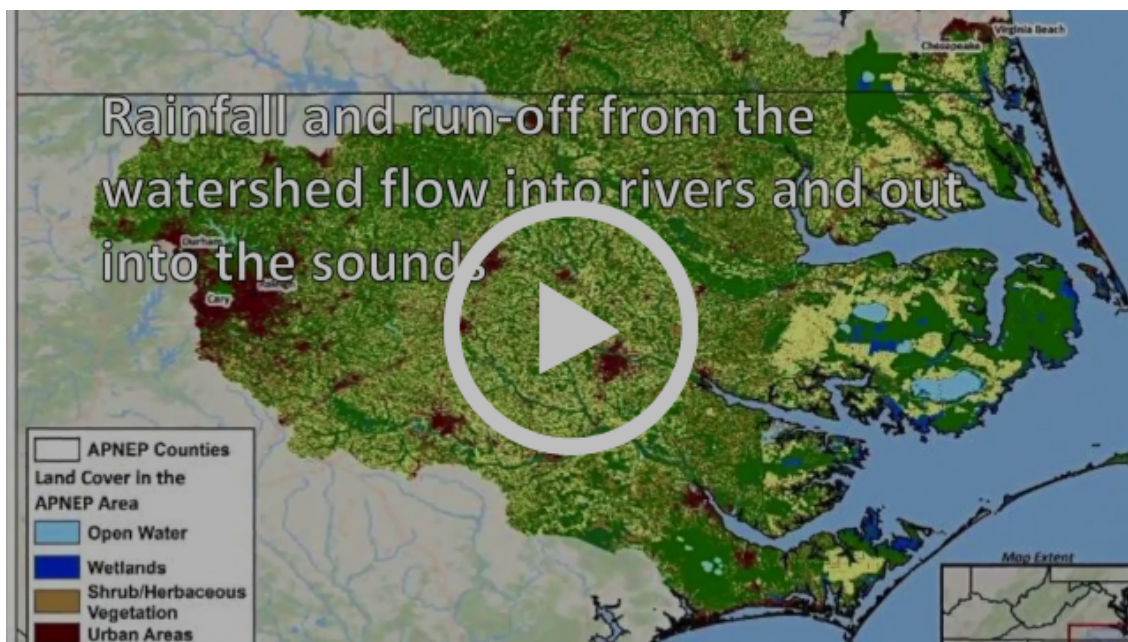 Virginia Beach
Chesapeake
Rainfall and run-off from the
watershed flow into rivers and out
into the sounds
Durham
Raleigh
Cary
APNEP Counties
Land Cover in the
APNEP Area
Open Water
Wetlands
Shrub/Herbaceous
Vegetation
Urban Areas
Map Extent